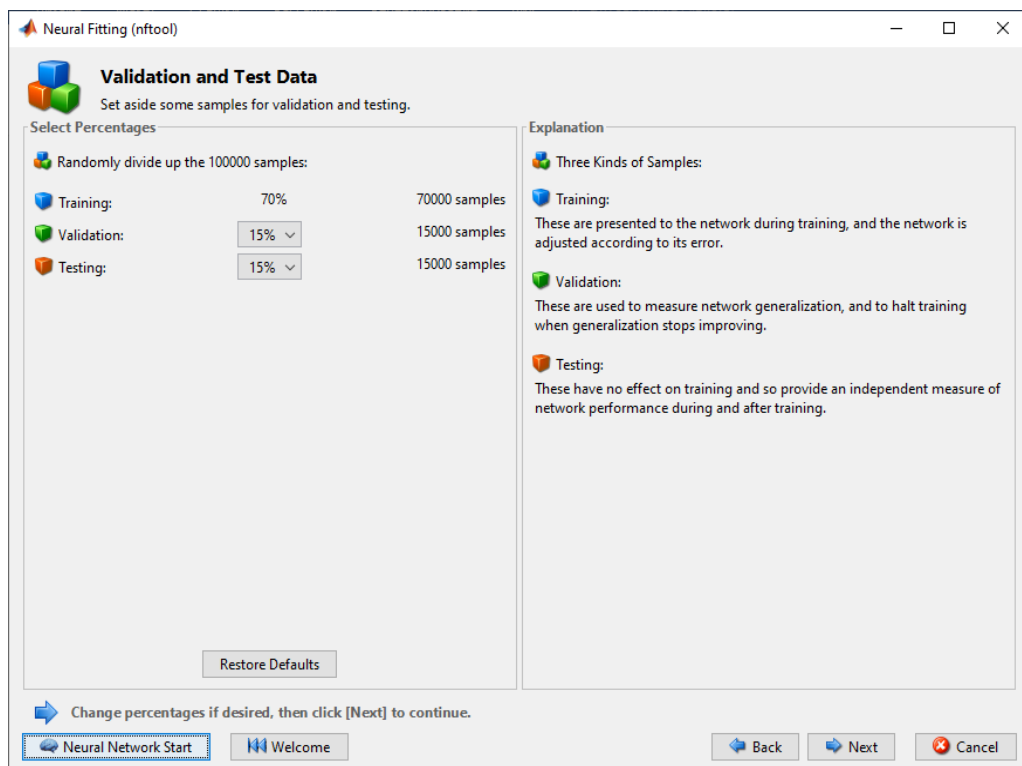 Neural Fitting (nftool)
Validation and Test Data
Set aside some samples for validation and testing.
Select Percentages
Randomly divide up the 100000 samples:
Training: 70% 70000 samples
Validation: 15% 15000 samples
Testing: 15% 15000 samples
Restore Defaults
Explanation
Three Kinds of Samples:
Training:
These are presented to the network during training, and the network is
adjusted according to its error.
Validation:
These are used to measure network generalization, and to halt training
when generalization stops improving.
Testing:
These have no effect on training and so provide an independent measure of
network performance during and after training.
Change percentages if desired, then click [Next] to continue.
Neural Network Start Welcome Back Next Cancel